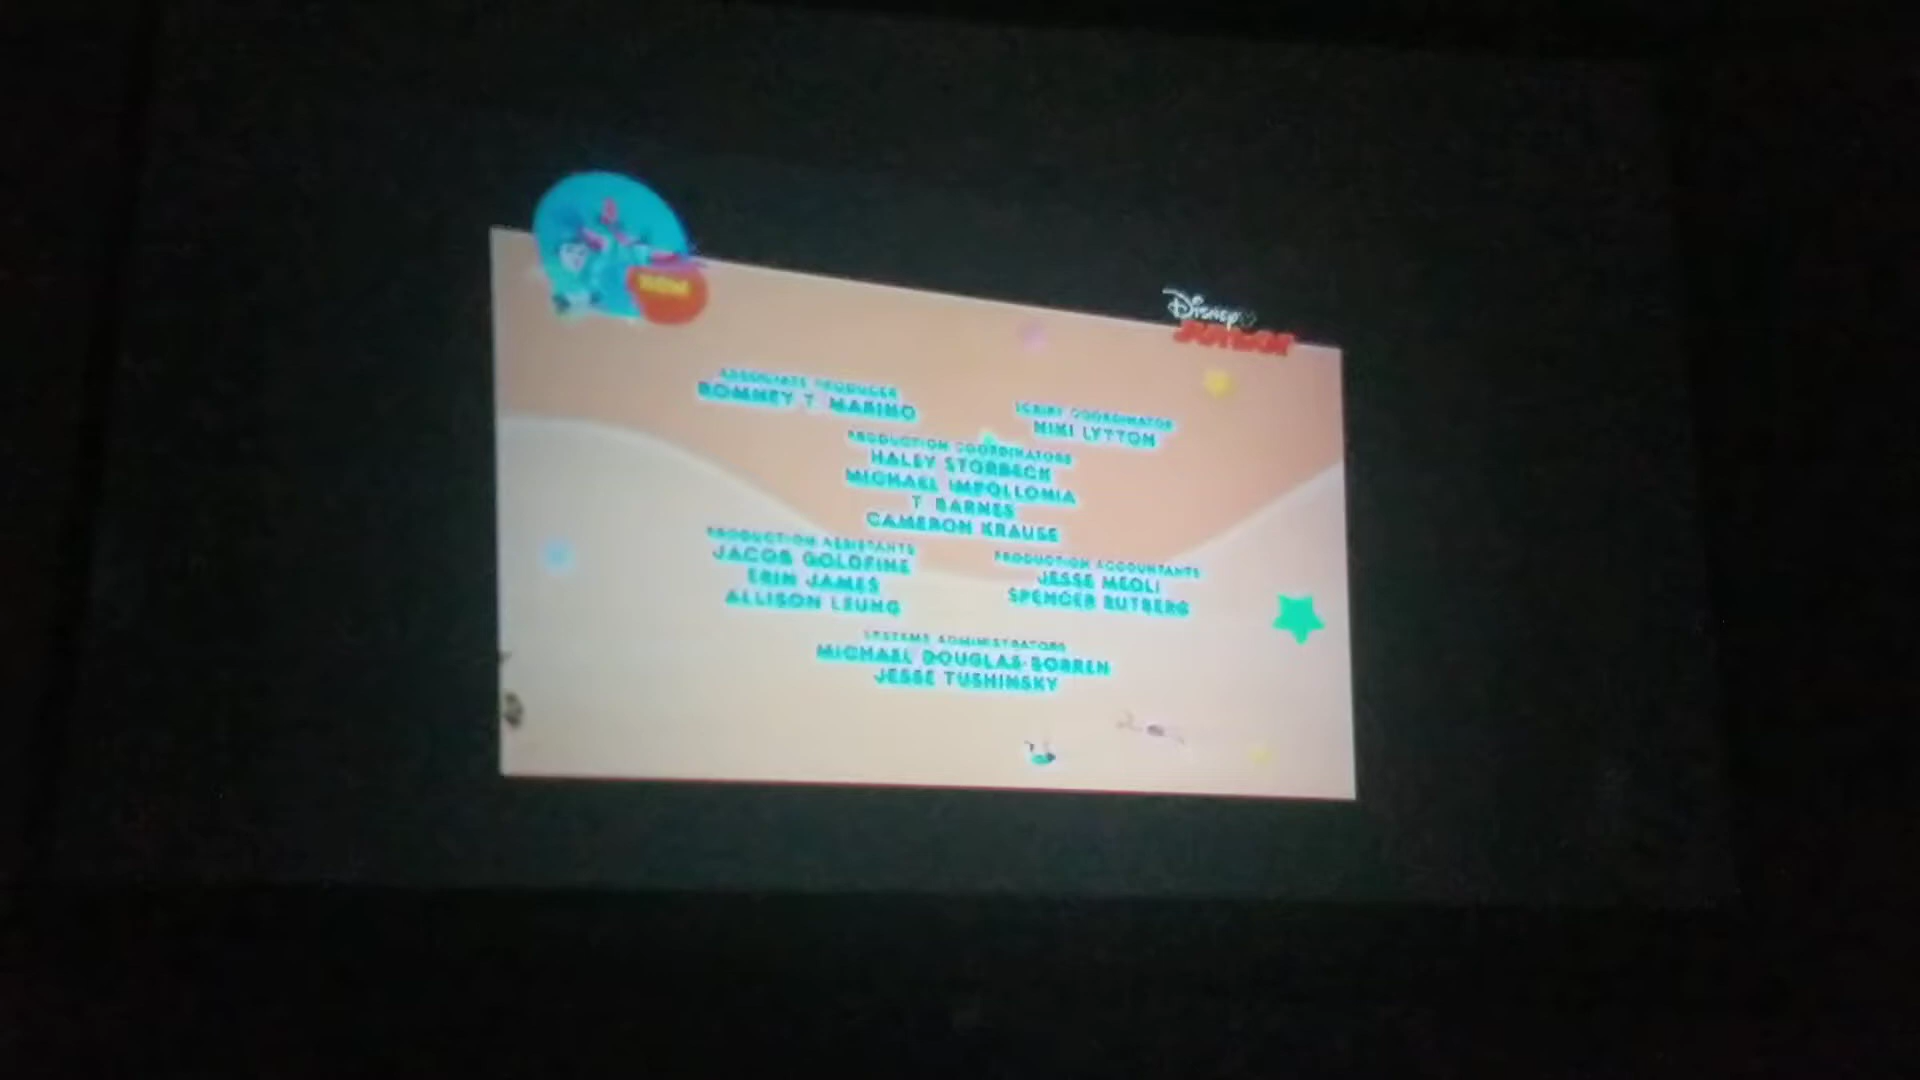 Disney
JUNIOR
ASSOCIATE PRODUCER
ROMNEY T. MARINO
SCRIPT COORDINATOR
NIKI LYTTON
PRODUCTION COORDINATORS
HALEY STORBECK
MICHAEL IMPOLLONIA
T. BARNES
CAMERON KRAUSE
PRODUCTION ASSISTANTS
JACOB GOLDFINE
ERIN JAMES
ALLISON LEUNG
PRODUCTION ACCOUNTANTS
JESSE MEOLI
SPENCER RUTBERG
SYSTEMS ADMINISTRATORS
MICHAEL DOUGLAS-BOBREN
JESSE TUSHINSKY